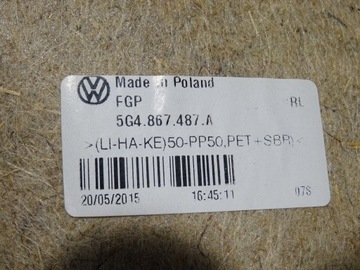 Made in Poland
FGP RL
5G4.867.487.A
>(LI-HA-KE)50-PP50,PET+SBR)<
20/05/2015 16:45:11 07S